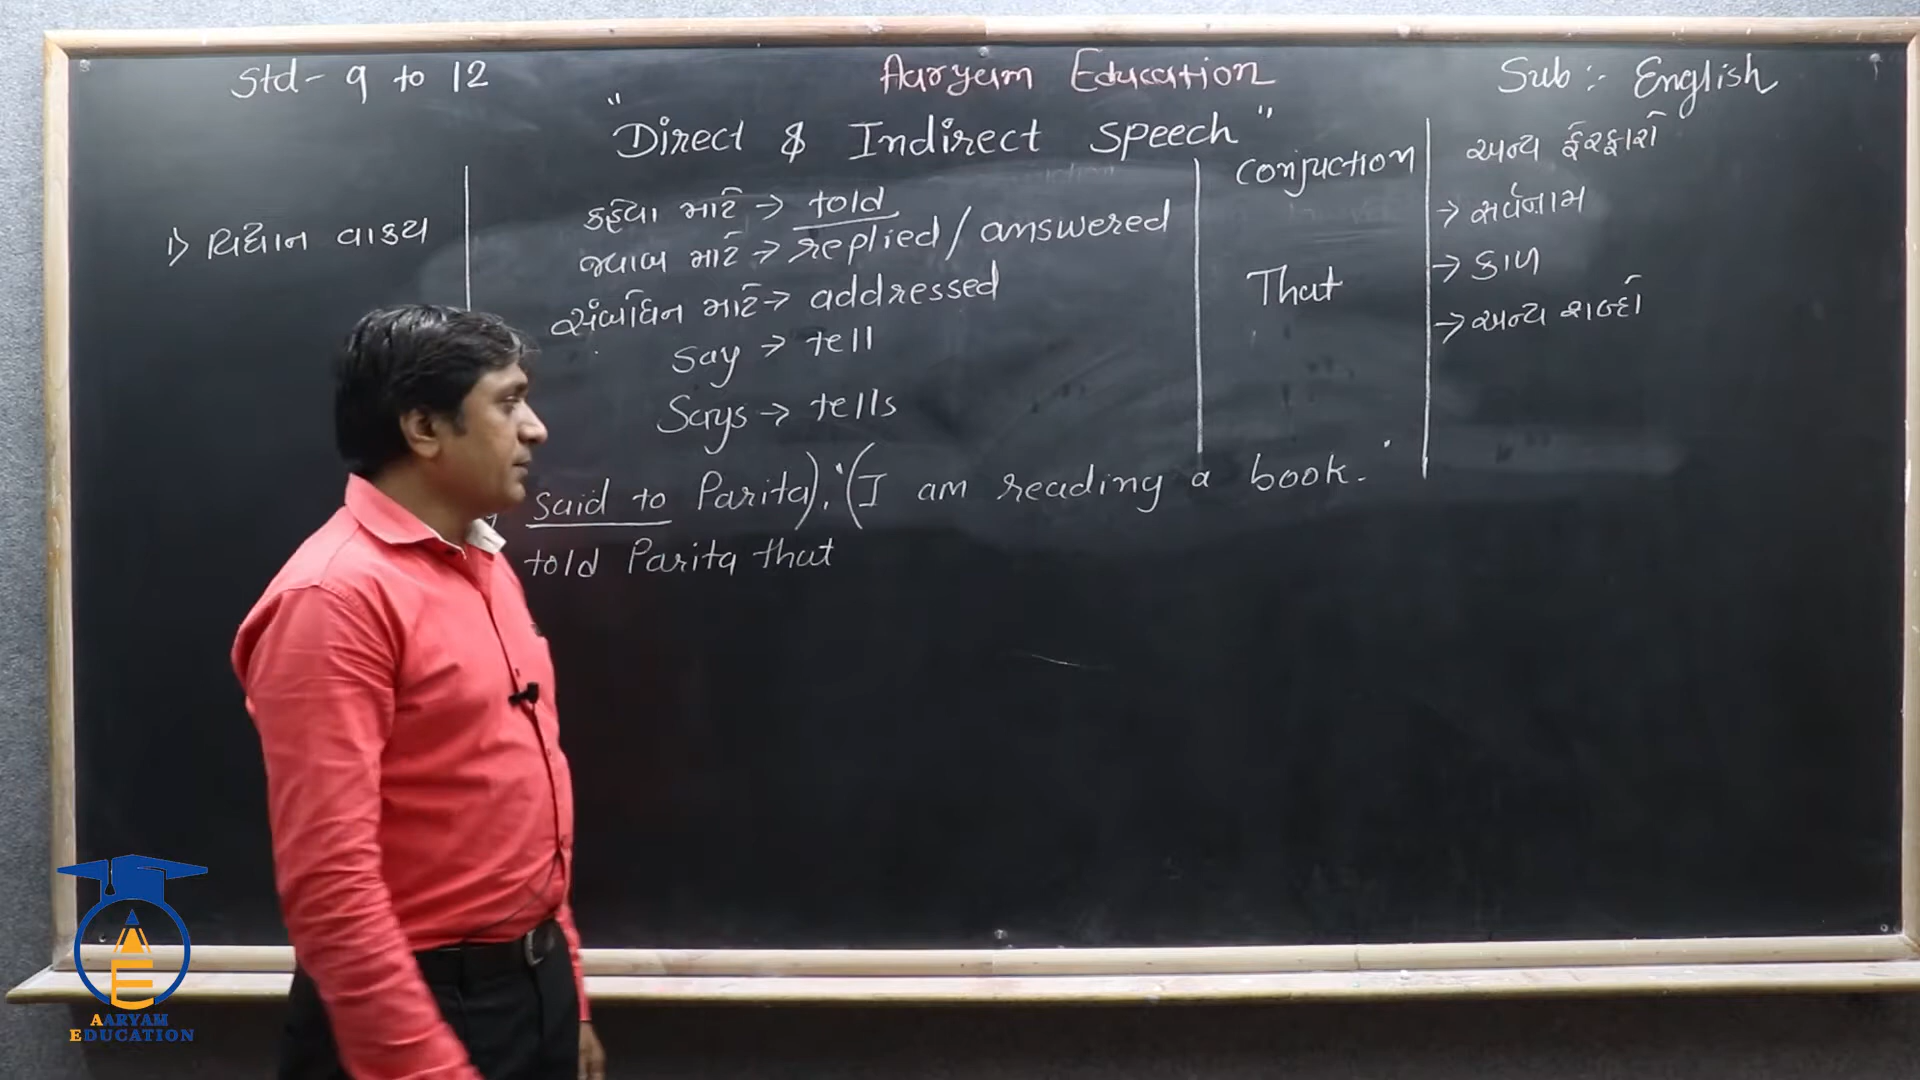 Std - 9 to 12
Aaryam Education
Sub :- English
"Direct & Indirect Speech"
1) વિધાન વાક્ય
કહેવા માટે → told
જવાબ માટે → replied / answered
સંબોધન માટે → addressed
Say → tell
Says → tells
Conjuction
That
અન્ય ફેરફારો
→ સર્વનામ
→ કાળ
→ અન્ય શબ્દો
said to Parita), "(I am reading a book."
told Parita that
AARYAM
EDUCATION